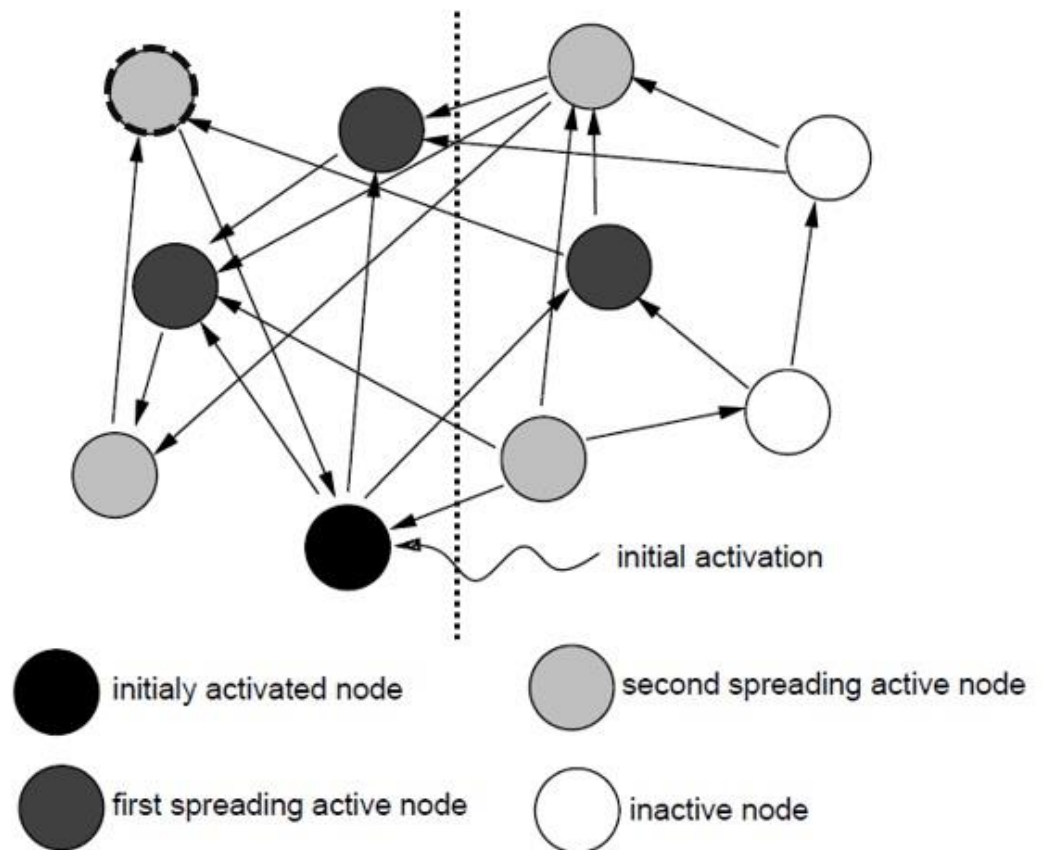 initial activation
initialy activated node
second spreading active node
first spreading active node
inactive node